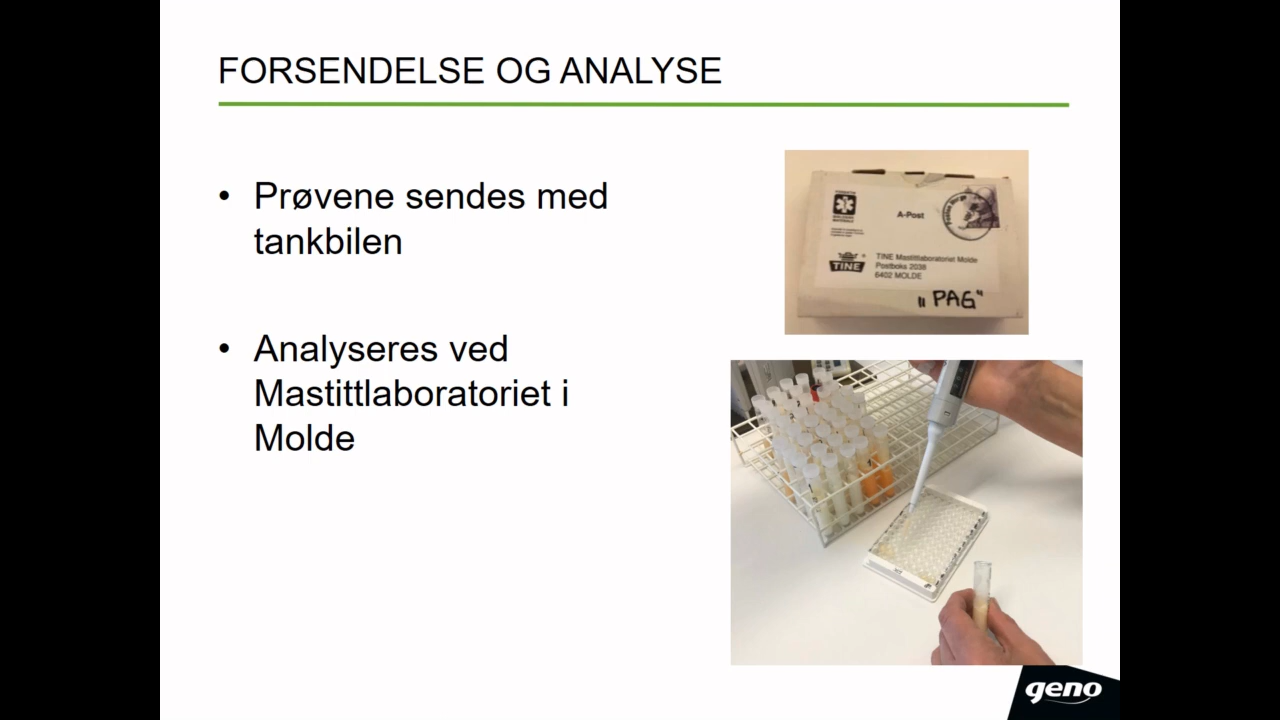 FORSENDELSE OG ANALYSE
• Prøvene sendes med
tankbilen
• Analyseres ved
Mastittlaboratoriet i
Molde
A-Post
TINE
TINE Mastittlaboratoriet Molde
Postboks 2038
6402 MOLDE
"PAG"
geno